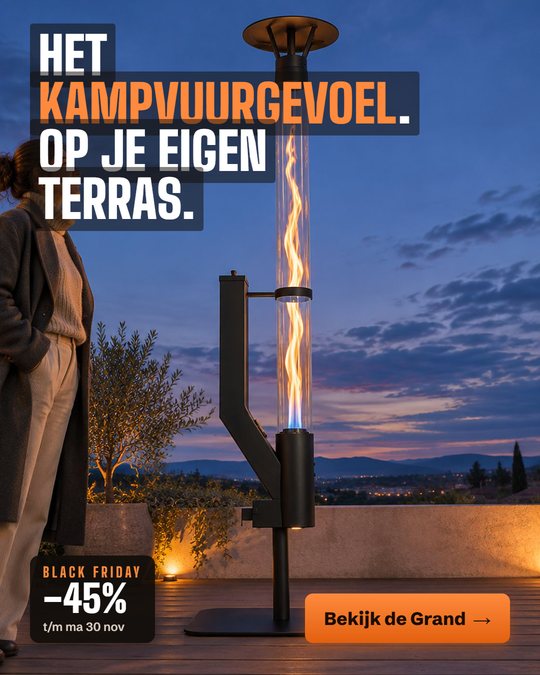 HET
KAMPVUURGEVOEL.
OP JE EIGEN
TERRAS.
BLACK FRIDAY
–45%
t/m ma 30 nov
Bekijk de Grand →